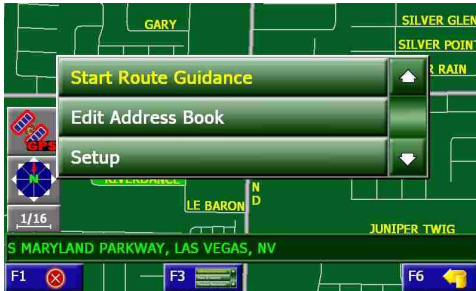 GARY
SILVER GLEN
SILVER POIN
R RAIN
Start Route Guidance
Edit Address Book
Setup
GPS
N
RIVERDANCE
LE BARON
N
D
1/16
JUNIPER TWIG
S MARYLAND PARKWAY, LAS VEGAS, NV
F1
F3
F6